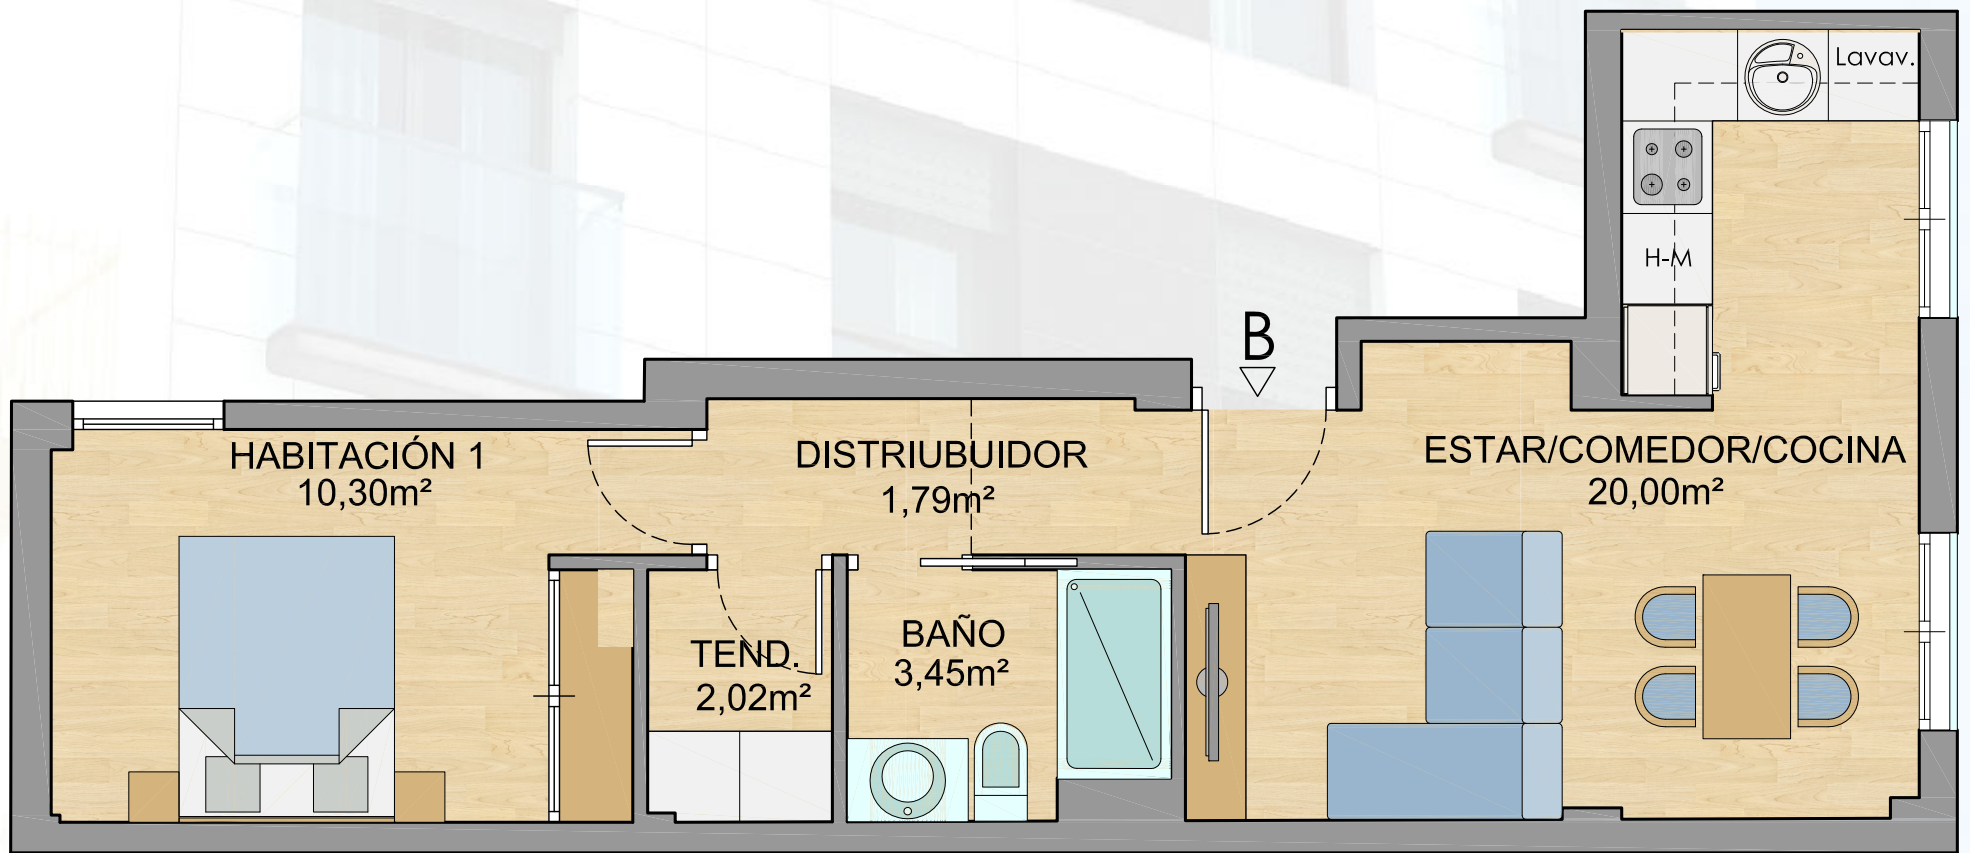 Lavav.
H-M
B
HABITACIÓN 1
10,30m²
DISTRIUBUIDOR
1,79m²
ESTAR/COMEDOR/COCINA
20,00m²
TEND.
2,02m²
BAÑO
3,45m²